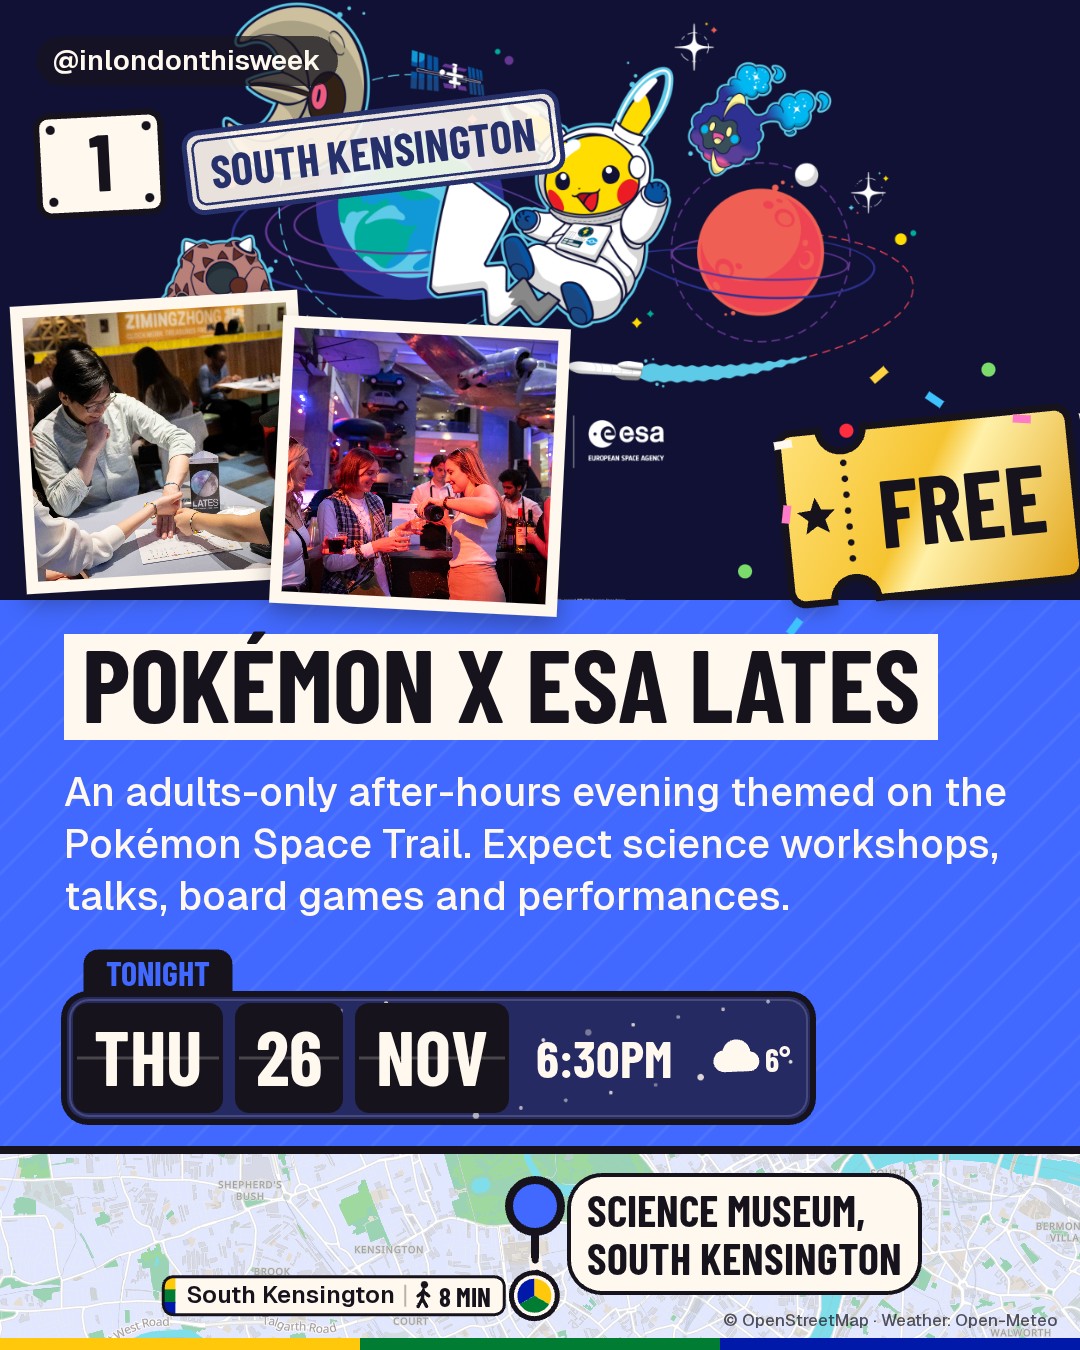 @inlondonthisweek
1
SOUTH KENSINGTON
ZIMINGZHONG
LATES
esa
EUROPEAN SPACE AGENCY
FREE
POKÉMON X ESA LATES
An adults-only after-hours evening themed on the
Pokémon Space Trail. Expect science workshops,
talks, board games and performances.
TONIGHT
THU 26 NOV 6:30PM 6°
SHEPHERD'S
BUSH
KENSINGTON
SOUTH
SCIENCE MUSEUM,
SOUTH KENSINGTON
BROOK
South Kensington 8 MIN
COURT
West Road
Talgarth Road
© OpenStreetMap · Weather: Open-Meteo
WALWORTH